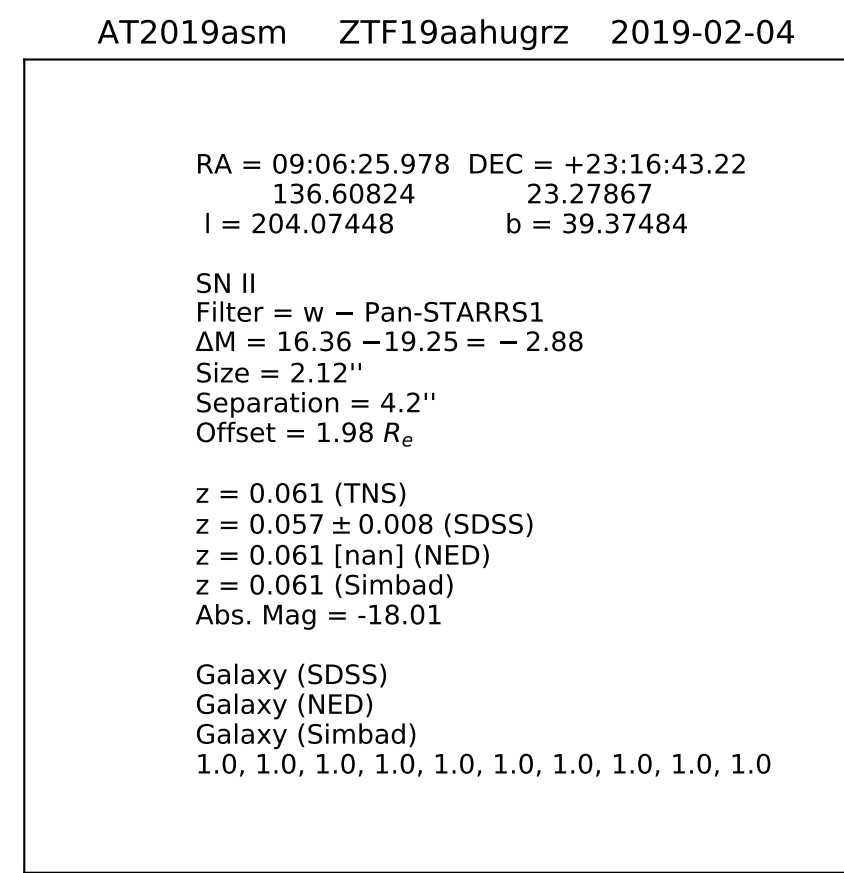 AT2019asm ZTF19aahugrz 2019-02-04
RA = 09:06:25.978 DEC = +23:16:43.22
136.60824 23.27867
l = 204.07448 b = 39.37484
SN II
Filter = w − Pan-STARRS1
ΔM = 16.36 −19.25 = − 2.88
Size = 2.12''
Separation = 4.2''
Offset = 1.98 Rₑ
z = 0.061 (TNS)
z = 0.057 ± 0.008 (SDSS)
z = 0.061 [nan] (NED)
z = 0.061 (Simbad)
Abs. Mag = -18.01
Galaxy (SDSS)
Galaxy (NED)
Galaxy (Simbad)
1.0, 1.0, 1.0, 1.0, 1.0, 1.0, 1.0, 1.0, 1.0, 1.0